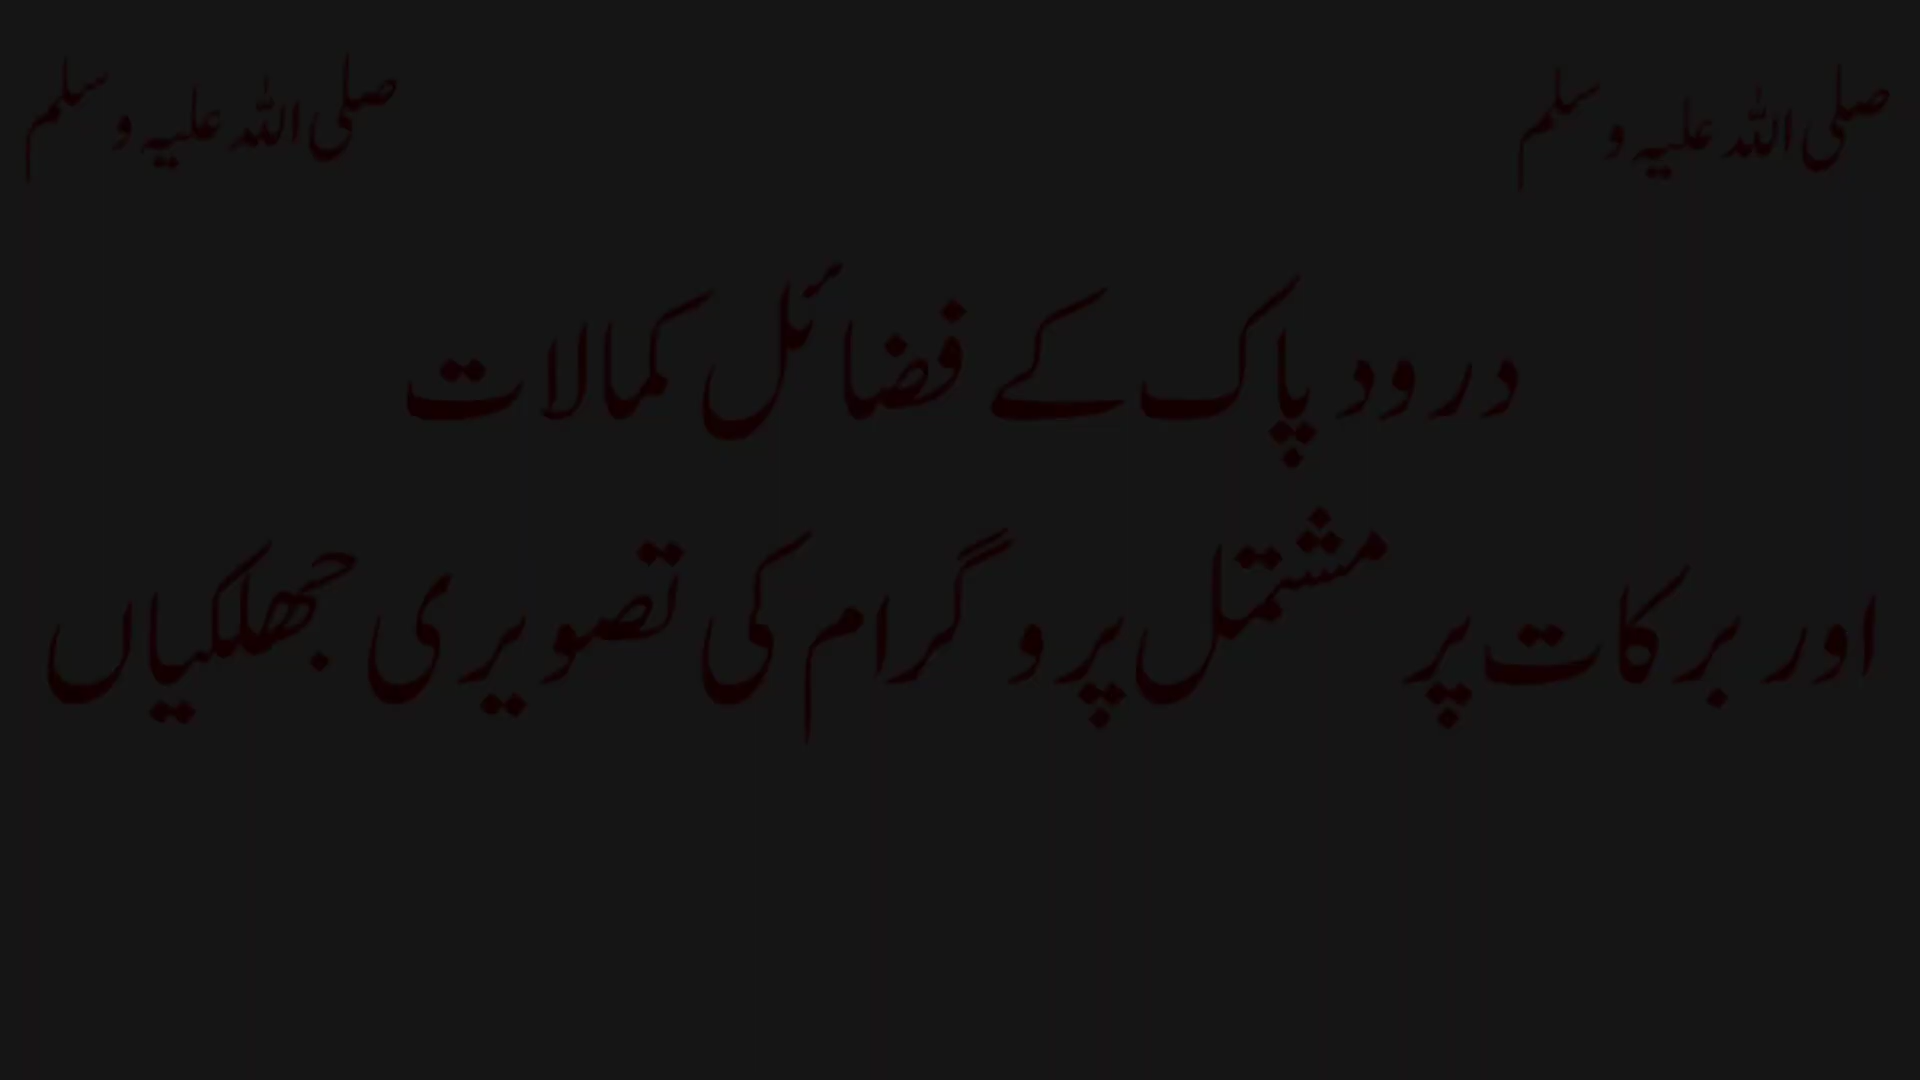 صلی اللہ علیہ وسلم
صلی اللہ علیہ وسلم
درود پاک کے فضائل کمالات
اور برکات پر مشتمل پروگرام کی تصویری جھلکیاں